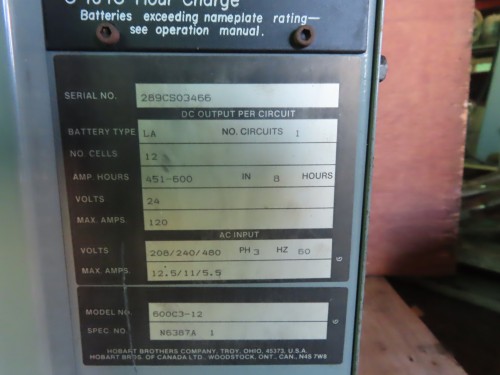 Hour Charge
Batteries exceeding nameplate rating—
see operation manual.
SERIAL NO. 289CS03466
DC OUTPUT PER CIRCUIT
BATTERY TYPE LA NO. CIRCUITS 1
NO. CELLS 12
AMP. HOURS 451-600 IN 8 HOURS
VOLTS 24
MAX. AMPS. 120
AC INPUT
VOLTS 208/240/480 PH 3 HZ 60
MAX. AMPS. 12.5/11/5.5
G
MODEL NO. 600C3-12
SPEC. NO. N6387A 1
G
HOBART BROTHERS COMPANY, TROY, OHIO, 45373, U.S.A.
HOBART BROS. OF CANADA LTD., WOODSTOCK, ONT., CAN. N4S 7W8